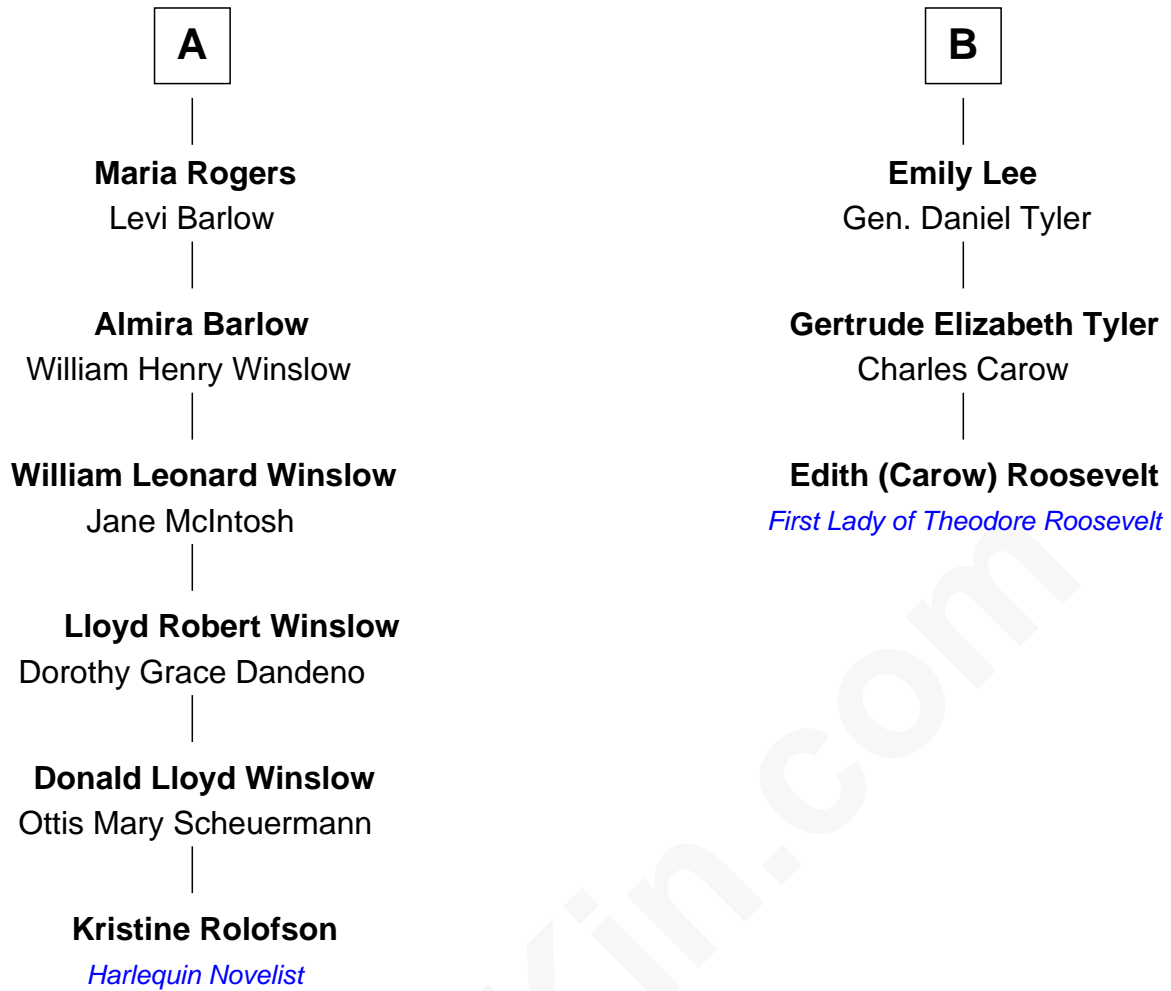 A
Maria Rogers
Levi Barlow
Almira Barlow
William Henry Winslow
William Leonard Winslow
Jane McIntosh
Lloyd Robert Winslow
Dorothy Grace Dandeno
Donald Lloyd Winslow
Ottis Mary Scheuermann
Kristine Rolofson
Harlequin Novelist
B
Emily Lee
Gen. Daniel Tyler
Gertrude Elizabeth Tyler
Charles Carow
Edith (Carow) Roosevelt
First Lady of Theodore Roosevelt
Kin.com